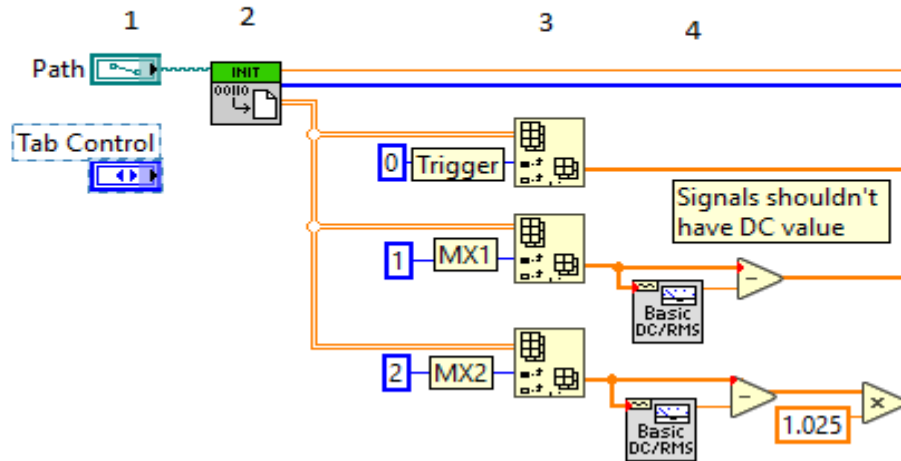 1 2 3 4
Path
INIT
00110
Tab Control
0 Trigger
Signals shouldn't
have DC value
1 MX1
Basic
DC/RMS
2 MX2
1.025
Basic
DC/RMS